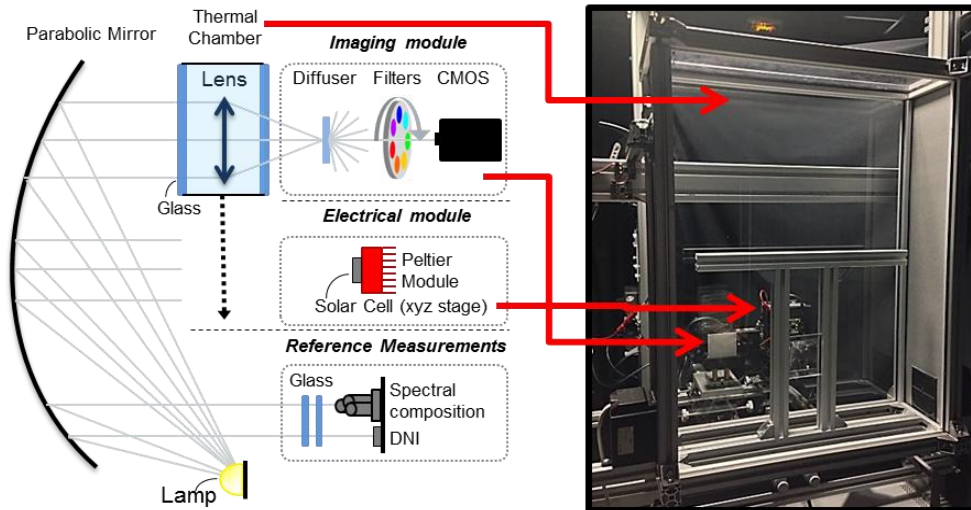 Parabolic Mirror
Thermal
Chamber
Lens
Glass
Imaging module
Diffuser Filters CMOS
Electrical module
Peltier
Module
Solar Cell (xyz stage)
Reference Measurements
Glass
Spectral
composition
DNI
Lamp